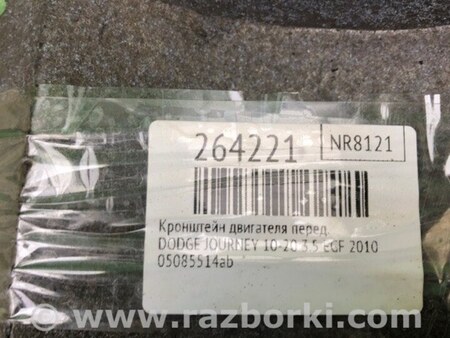 264221
NR8121
Кронштейн двигателя перед.
DODGE JOURNEY 10-20 3.5 EGF 2010
05085514ab
www.razborki.com